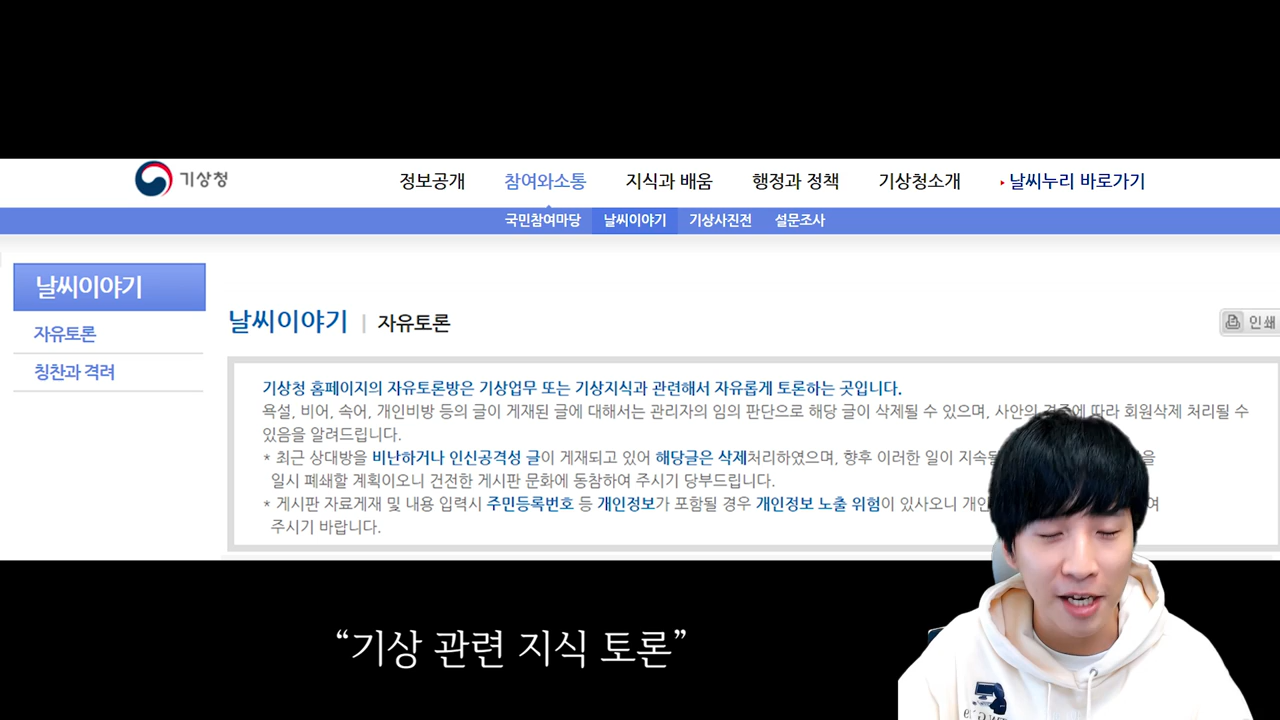 기상청
정보공개 참여와소통 지식과 배움 행정과 정책 기상청소개 날씨누리 바로가기
국민참여마당 날씨이야기 기상사진전 설문조사
날씨이야기
자유토론
칭찬과 격려
날씨이야기 | 자유토론
인쇄
기상청 홈페이지의 자유토론방은 기상업무 또는 기상지식과 관련해서 자유롭게 토론하는 곳입니다.
욕설, 비어, 속어, 개인비방 등의 글이 게재된 글에 대해서는 관리자의 임의 판단으로 해당 글이 삭제될 수 있으며, 사안의 경중에 따라 회원삭제 처리될 수
있음을 알려드립니다.
* 최근 상대방을 비난하거나 인신공격성 글이 게재되고 있어 해당글은 삭제처리하였으며, 향후 이러한 일이 을
일시 폐쇄할 계획이오니 건전한 게시판 문화에 동참하여 주시기 당부드립니다.
* 게시판 자료게재 및 내용 입력시 주민등록번호 등 개인정보가 포함될 경우 개인정보 노출 위험이 있사오니 여
주시기 바랍니다.
“기상 관련 지식 토론”